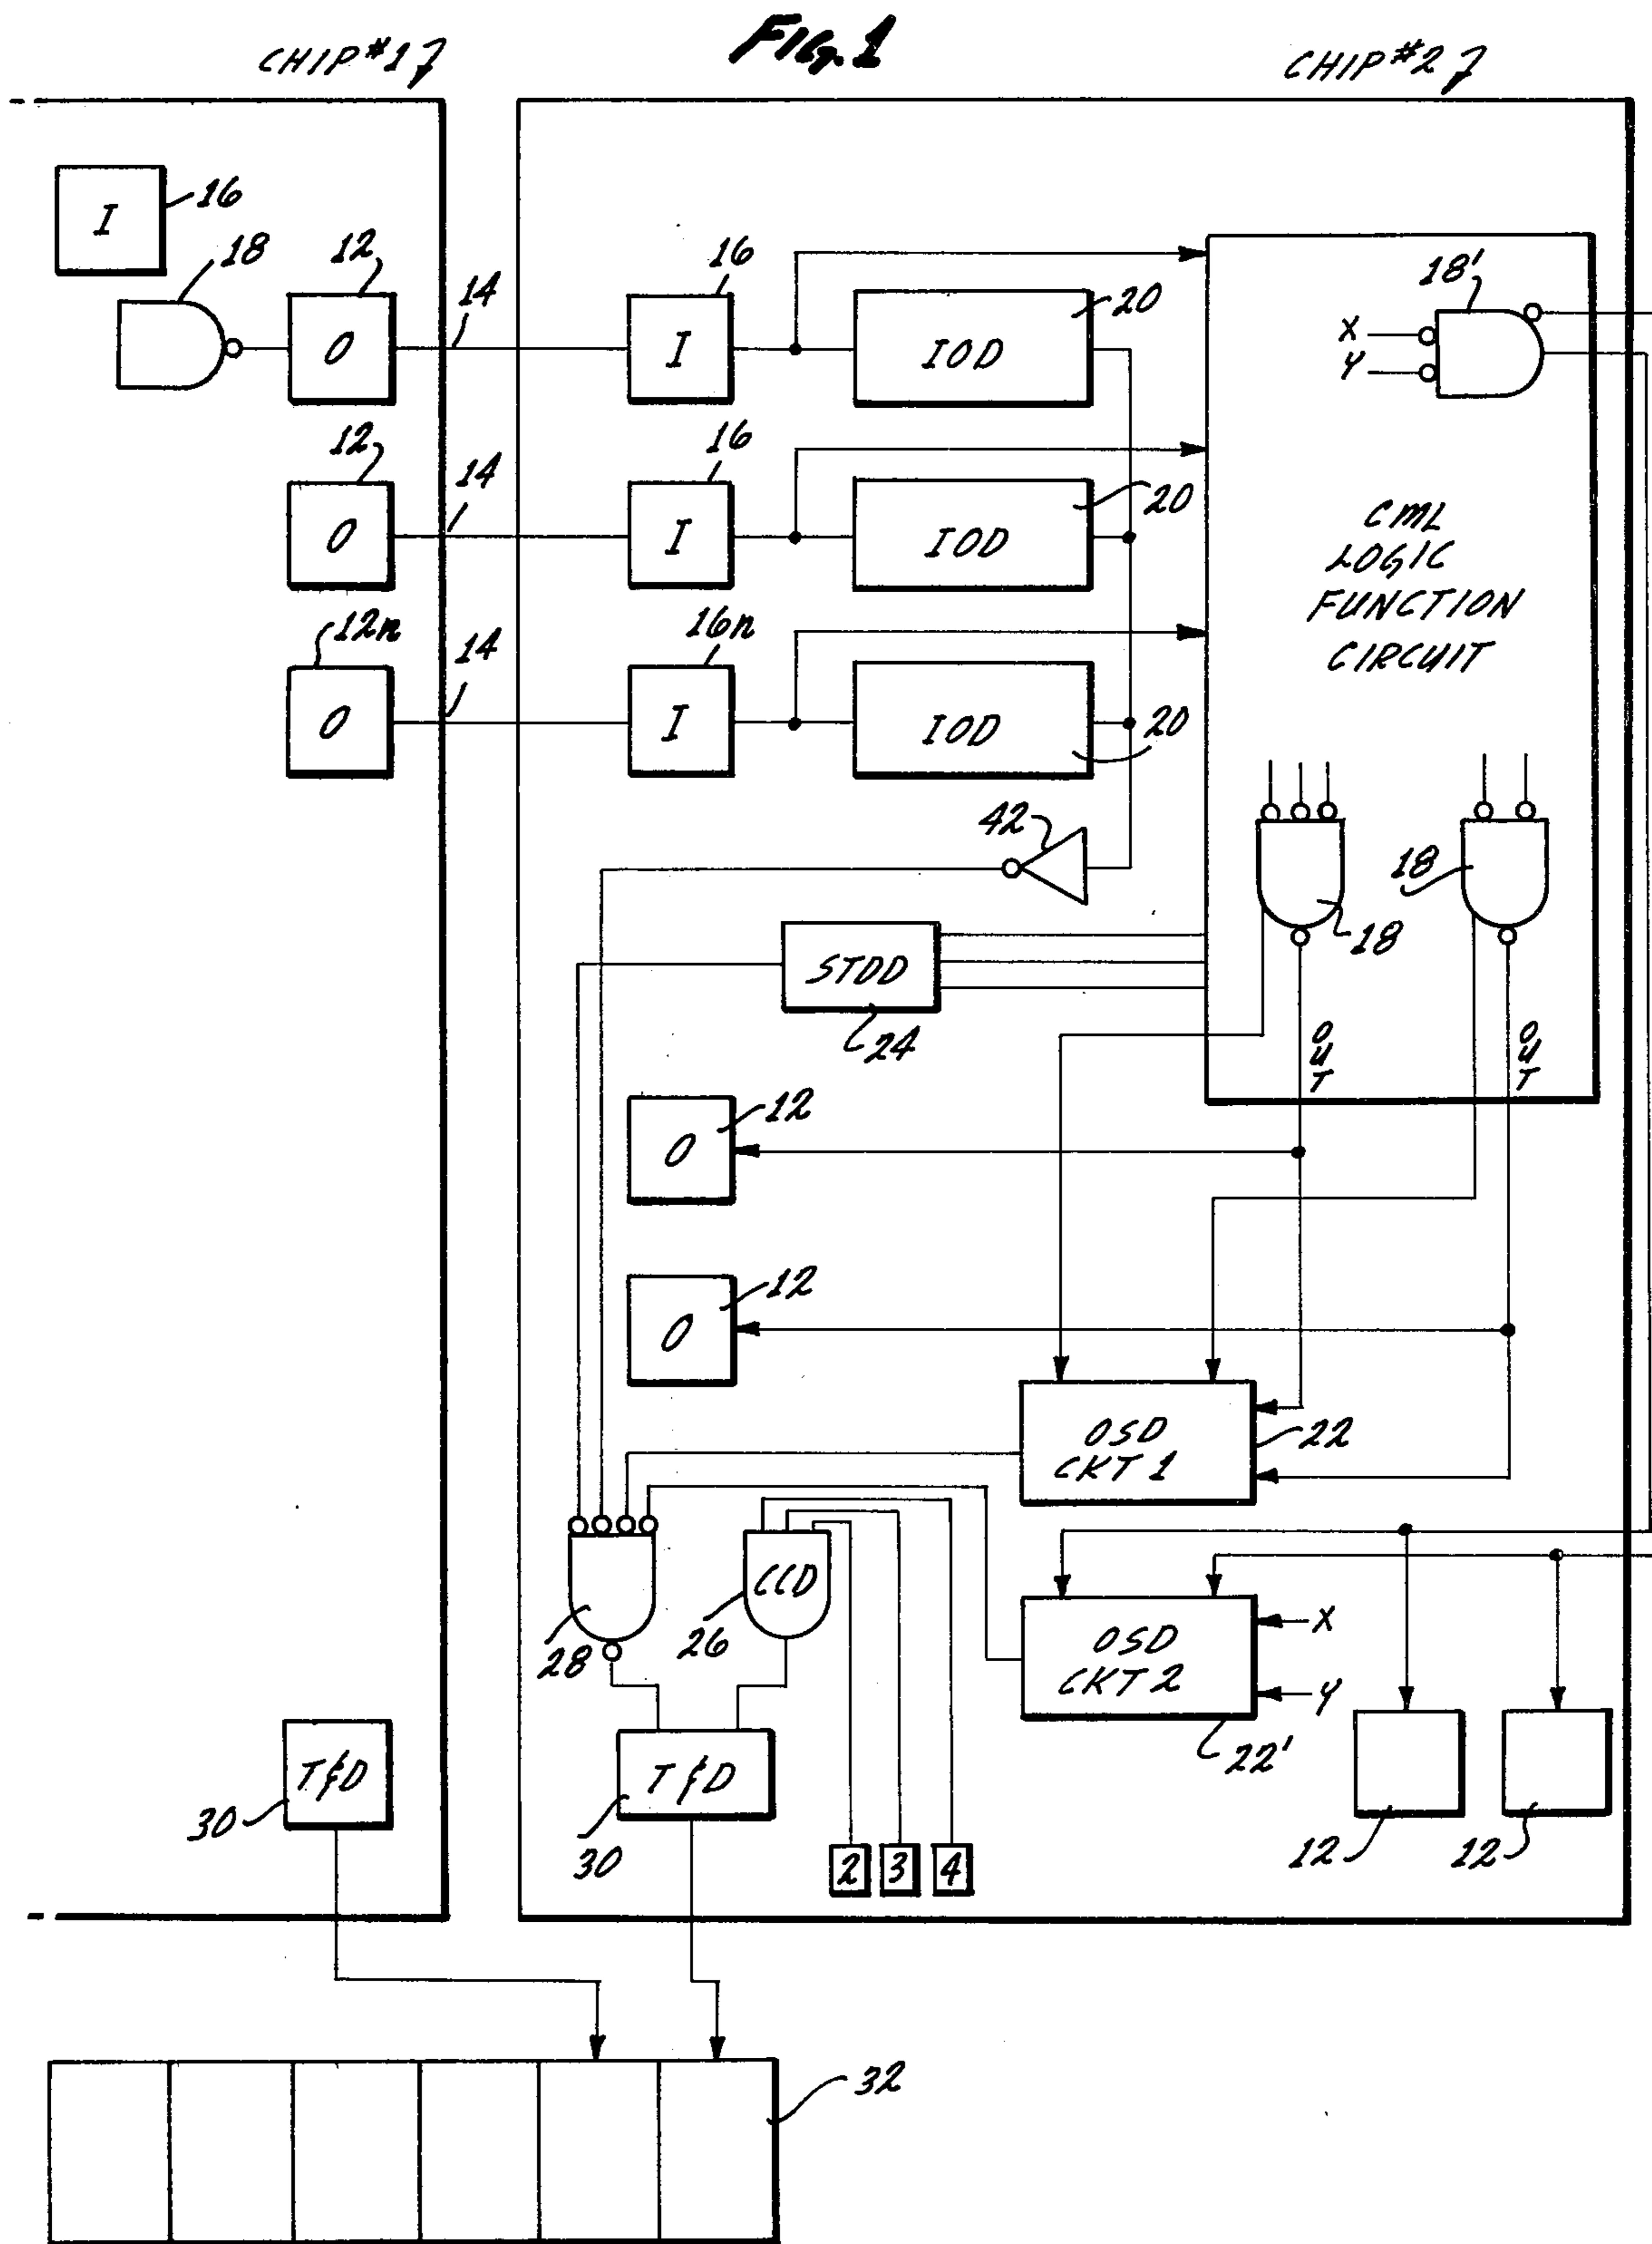 FIG. 1
CHIP #1
CHIP #2
I
16
18
12
O
14
16
I
20
IOD
18'
X
Y
12
O
14
16
I
20
IOD
CML
LOGIC
FUNCTION
CIRCUIT
12n
O
14
16n
I
20
IOD
42
18
18
STDD
24
OUT
OUT
12
O
12
O
OSD
CKT 1
22
28
CCD
26
OSD
CKT 2
X
Y
22'
T&D
30
T&D
30
2
3
4
12
12
32